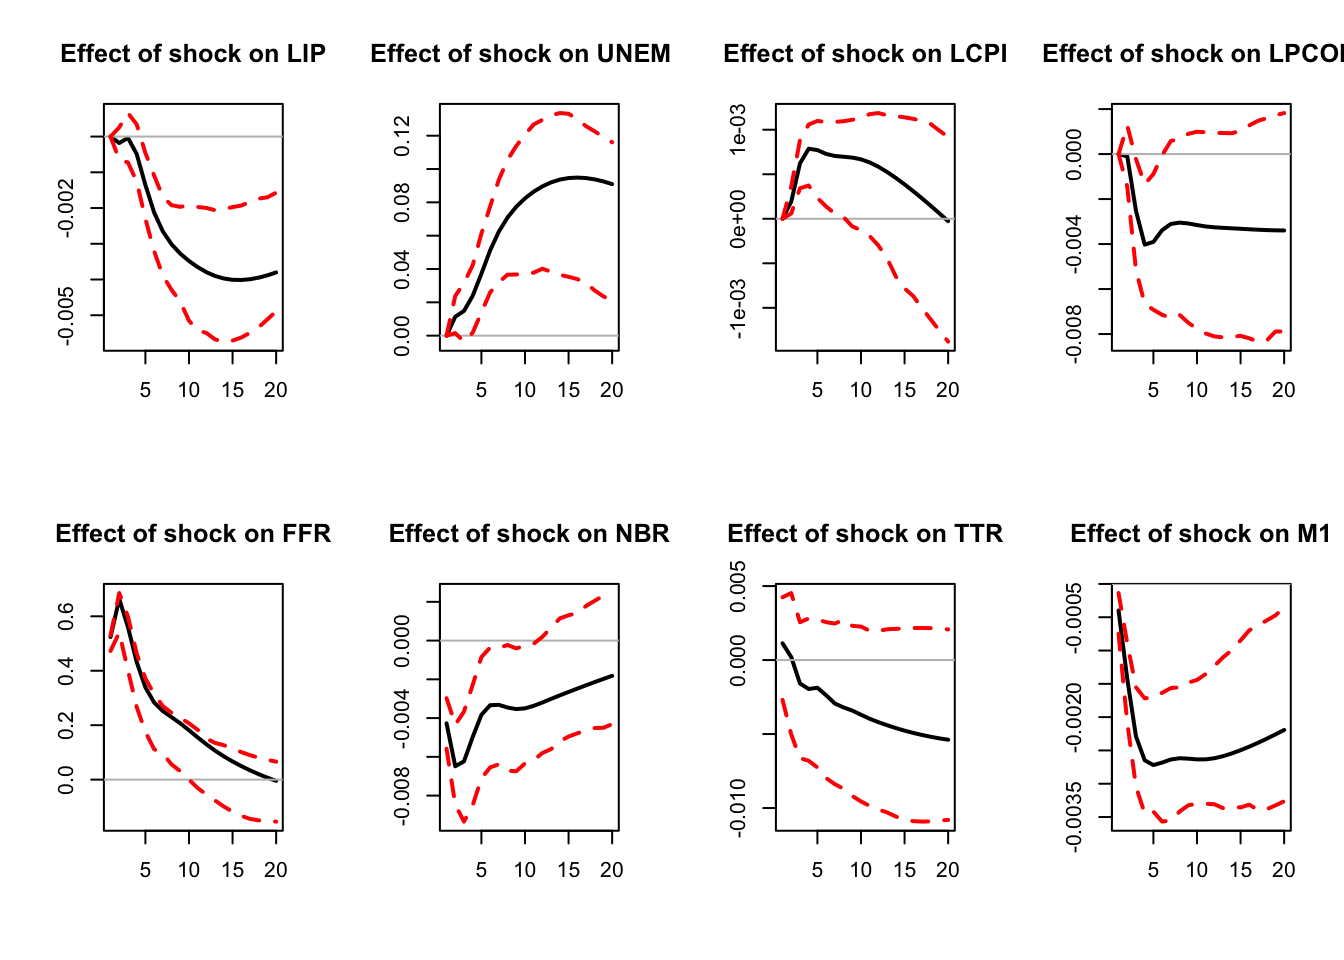 Effect of shock on LIP
Effect of shock on UNEM
Effect of shock on LCPI
Effect of shock on LPCO
-0.002
-0.005
5 10 15 20
0.12
0.08
0.04
0.00
5 10 15 20
1e-03
0e+00
-1e-03
5 10 15 20
0.000
-0.004
-0.008
5 10 15 20
Effect of shock on FFR
Effect of shock on NBR
Effect of shock on TTR
Effect of shock on M1
0.6
0.4
0.2
0.0
5 10 15 20
0.000
-0.004
-0.008
5 10 15 20
0.005
0.000
-0.010
5 10 15 20
-0.0005
-0.0020
-0.0035
5 10 15 20